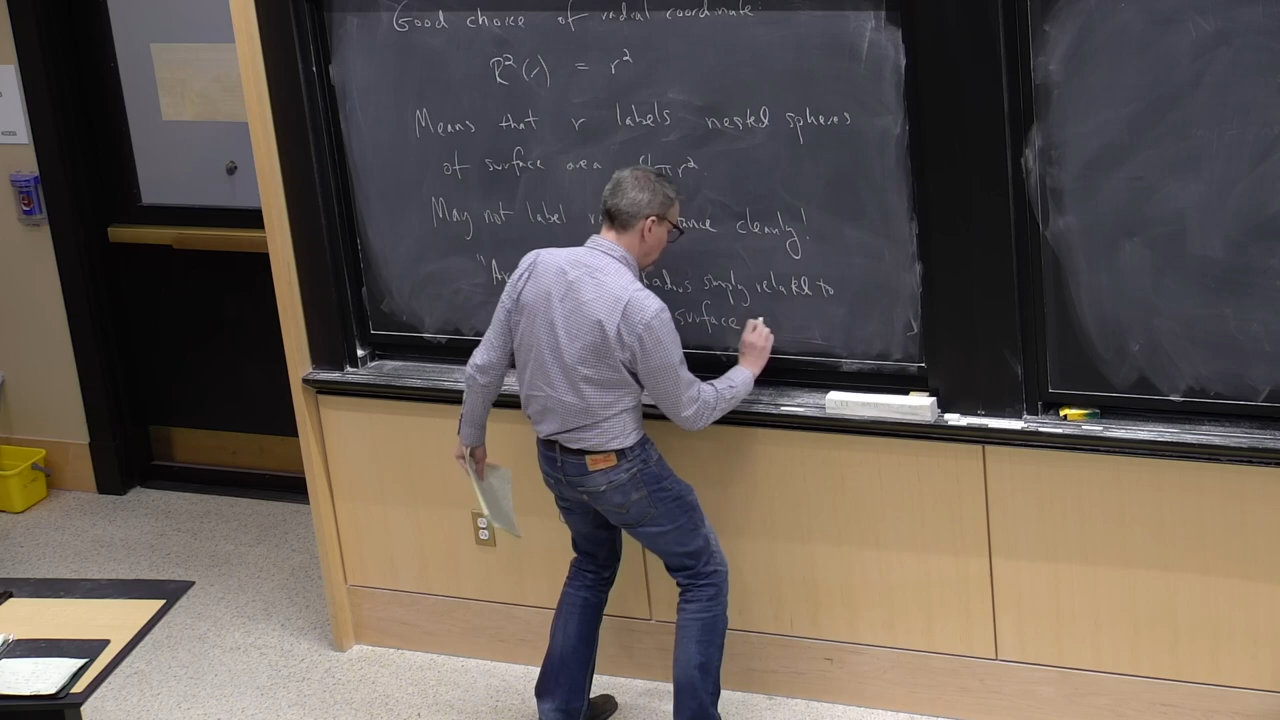 Good choice of radial coordinate:
R²(r) = r²
Means that r labels nested spheres
of surface area 4πr².
May not label cleanly!
radius simply related to
surface